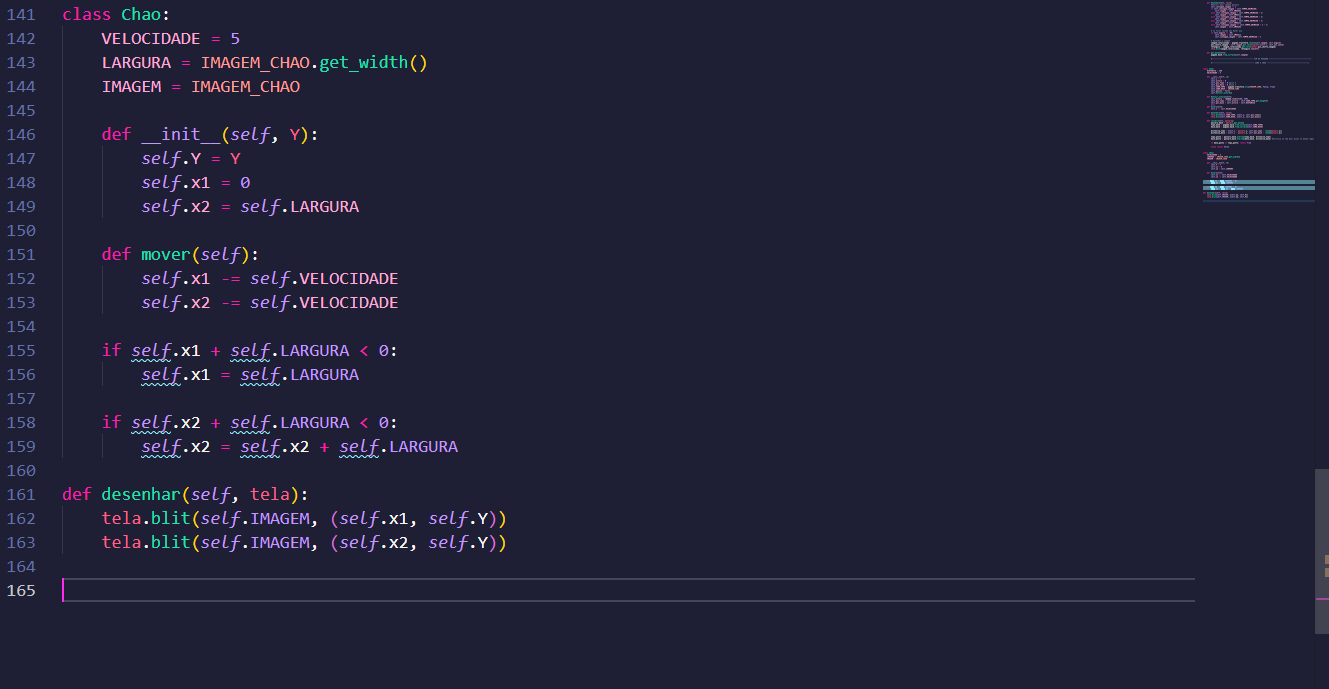 141 class Chao:
142     VELOCIDADE = 5
143     LARGURA = IMAGEM_CHAO.get_width()
144     IMAGEM = IMAGEM_CHAO
145
146     def __init__(self, Y):
147         self.Y = Y
148         self.x1 = 0
149         self.x2 = self.LARGURA
150
151     def mover(self):
152         self.x1 -= self.VELOCIDADE
153         self.x2 -= self.VELOCIDADE
154
155     if self.x1 + self.LARGURA < 0:
156         self.x1 = self.LARGURA
157
158     if self.x2 + self.LARGURA < 0:
159         self.x2 = self.x2 + self.LARGURA
160
161 def desenhar(self, tela):
162     tela.blit(self.IMAGEM, (self.x1, self.Y))
163     tela.blit(self.IMAGEM, (self.x2, self.Y))
164
165